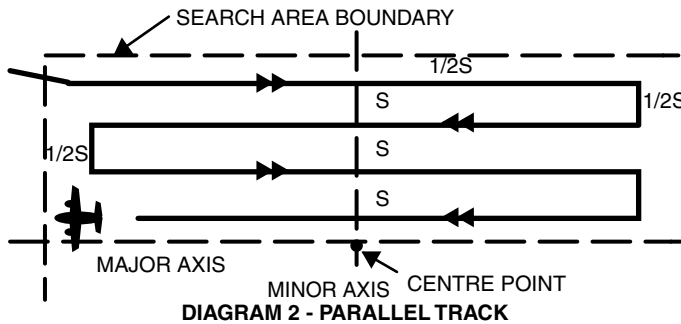 SEARCH AREA BOUNDARY
1/2S
S
1/2S
S
1/2S
S
MAJOR AXIS
CENTRE POINT
MINOR AXIS
DIAGRAM 2 - PARALLEL TRACK